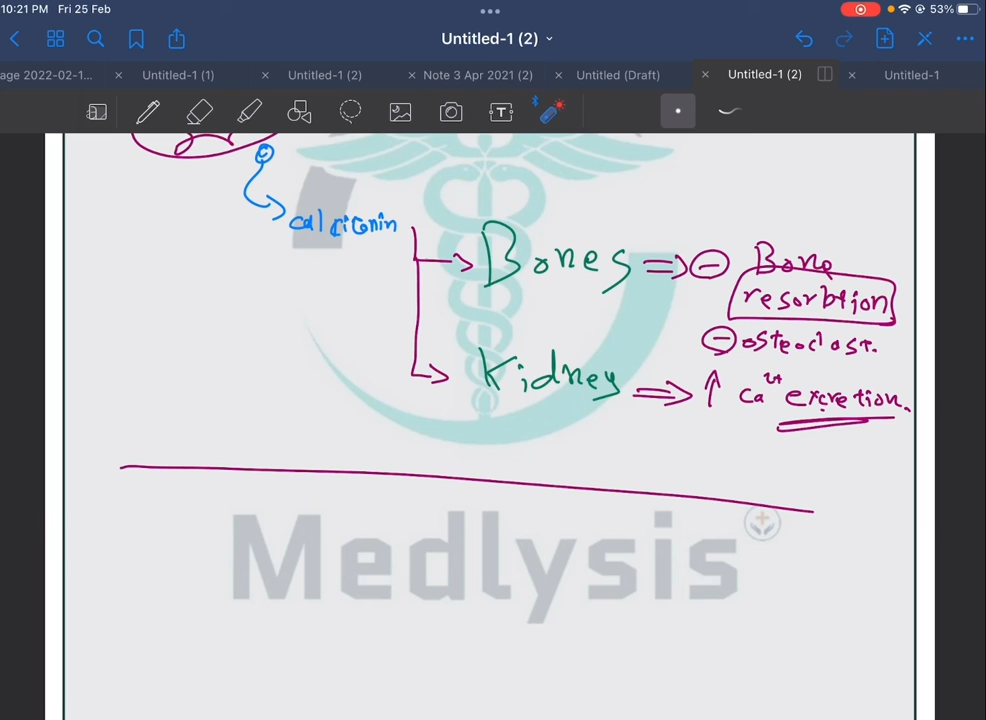 10:21 PM Fri 25 Feb
53%
Untitled-1 (2)
age 2022-02-1...
Untitled-1 (1)
Untitled-1 (2)
Note 3 Apr 2021 (2)
Untitled (Draft)
Untitled-1 (2)
Untitled-1
C
calcitonin
Bones => ⊖ Bone
resorbtion
⊖ osteoclast.
Kidney => ↑ Ca²⁺ excretion.
Medlysis